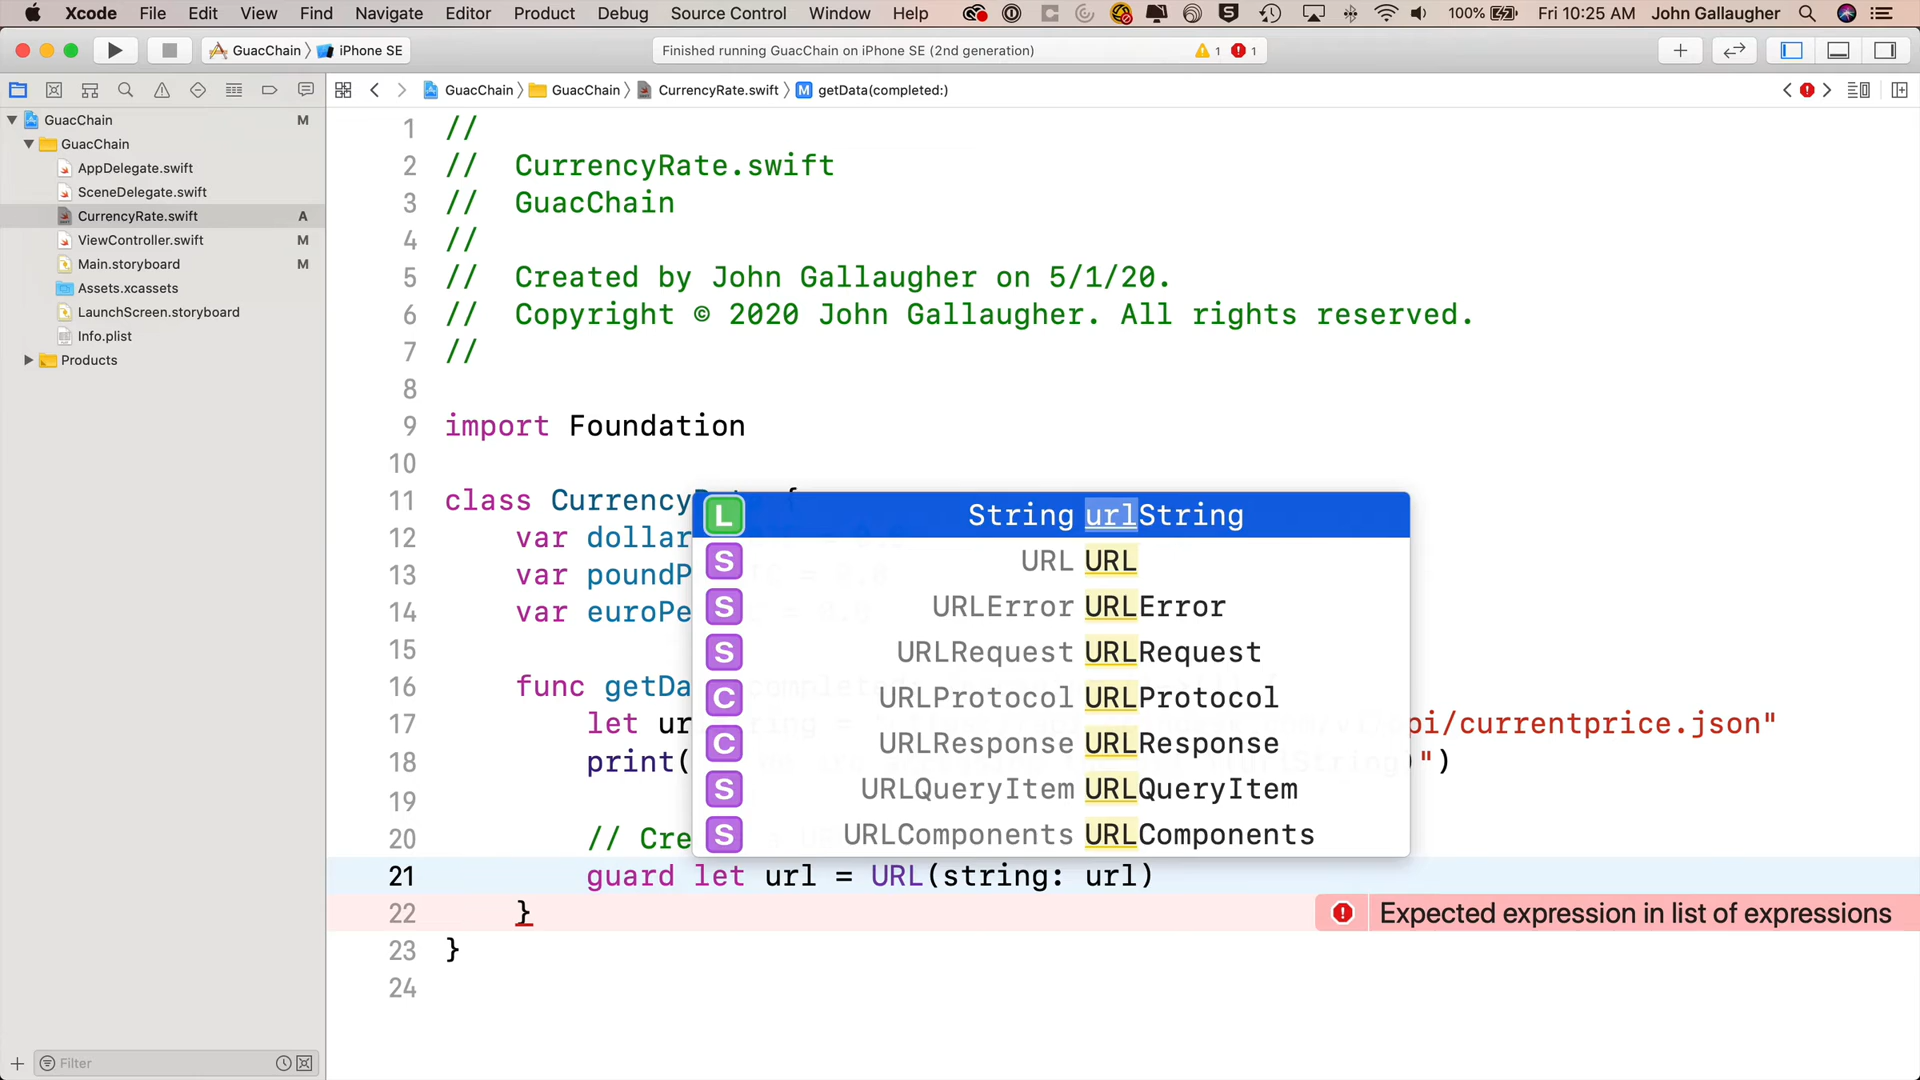 Xcode File Edit View Find Navigate Editor Product Debug Source Control Window Help 100% Fri 10:25 AM John Gallaugher
GuacChain iPhone SE Finished running GuacChain on iPhone SE (2nd generation) 1 1
GuacChain GuacChain CurrencyRate.swift M getData(completed:)
GuacChain M
GuacChain
AppDelegate.swift
SceneDelegate.swift
CurrencyRate.swift A
ViewController.swift M
Main.storyboard M
Assets.xcassets
LaunchScreen.storyboard
Info.plist
Products
Filter
1 //
2 // CurrencyRate.swift
3 // GuacChain
4 //
5 // Created by John Gallaugher on 5/1/20.
6 // Copyright © 2020 John Gallaugher. All rights reserved.
7 //
8
9 import Foundation
10
11 class Currency {
12 var dollar
13 var poundP = 0.0
14 var euroPe = 0.0
15
16 func getDa
17 let ur pi/currentprice.json"
18 print( ")
19
20 // Cre
21 guard let url = URL(string: url)
22 }
23 }
24
L String urlString
S URL URL
S URLError URLError
S URLRequest URLRequest
C URLProtocol URLProtocol
C URLResponse URLResponse
S URLQueryItem URLQueryItem
S URLComponents URLComponents
Expected expression in list of expressions